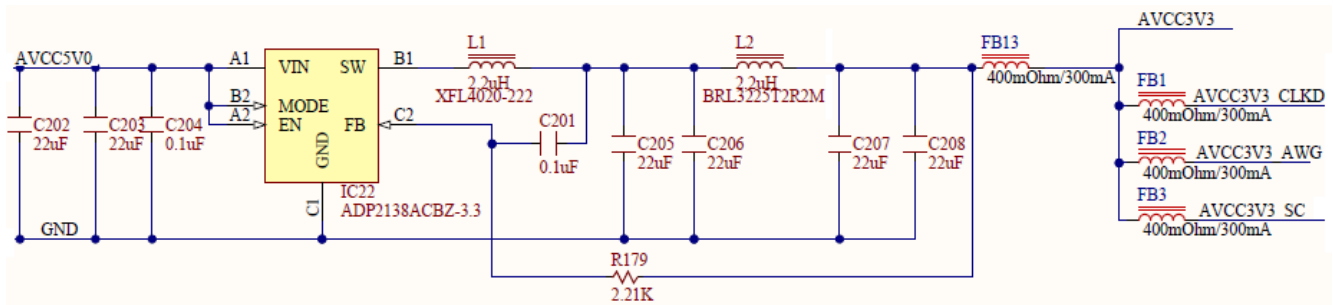 AVCC5V0
C202
22uF
C203
22uF
C204
0.1uF
A1
B2
A2
VIN
SW
MODE
EN
FB
GND
IC22
ADP2138ACBZ-3.3
C1
B1
C2
L1
2.2uH
XFL4020-222
C201
0.1uF
C205
22uF
C206
22uF
L2
2.2uH
BRL3225T2R2M
C207
22uF
C208
22uF
GND
R179
2.21K
FB13
400mOhm/300mA
AVCC3V3
FB1
AVCC3V3_CLKD
400mOhm/300mA
FB2
AVCC3V3_AWG
400mOhm/300mA
FB3
AVCC3V3_SC
400mOhm/300mA